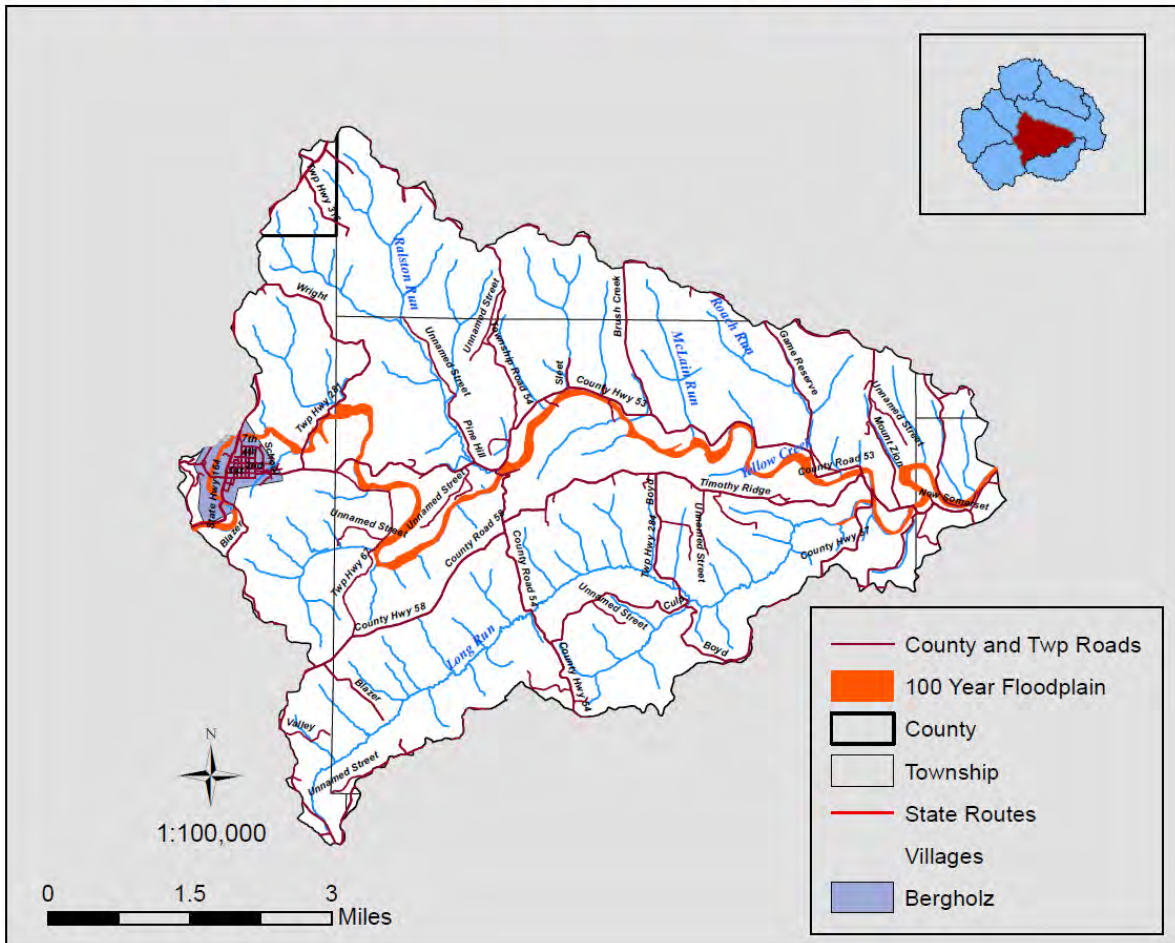 Twp Hwy 375
Wright
Ralston Run
Unnamed Street
Unnamed Street
Township Road 54
Sleet
Brush Creek
County Hwy 53
McLain Run
Roach Run
Game Reserve
Unnamed Street
Mount Zion
Twp Hwy 281
Pine Hill
7th
School
State Hwy 164
Blazer
Yellow Creek
County Road 53
Timothy Ridge
New Somerset
Unnamed Street
Unnamed Street
County Road 58
Twp Hwy 62
County Hwy 58
County Road 54
Boyd
Twp Hwy 284
Unnamed Street
County Hwy 57
Unnamed Street
Culp
Boyd
Long Run
County Hwy 54
Blazer
Valley
Unnamed Street
N
1:100,000
0 1.5 3
Miles
County and Twp Roads
100 Year Floodplain
County
Township
State Routes
Villages
Bergholz